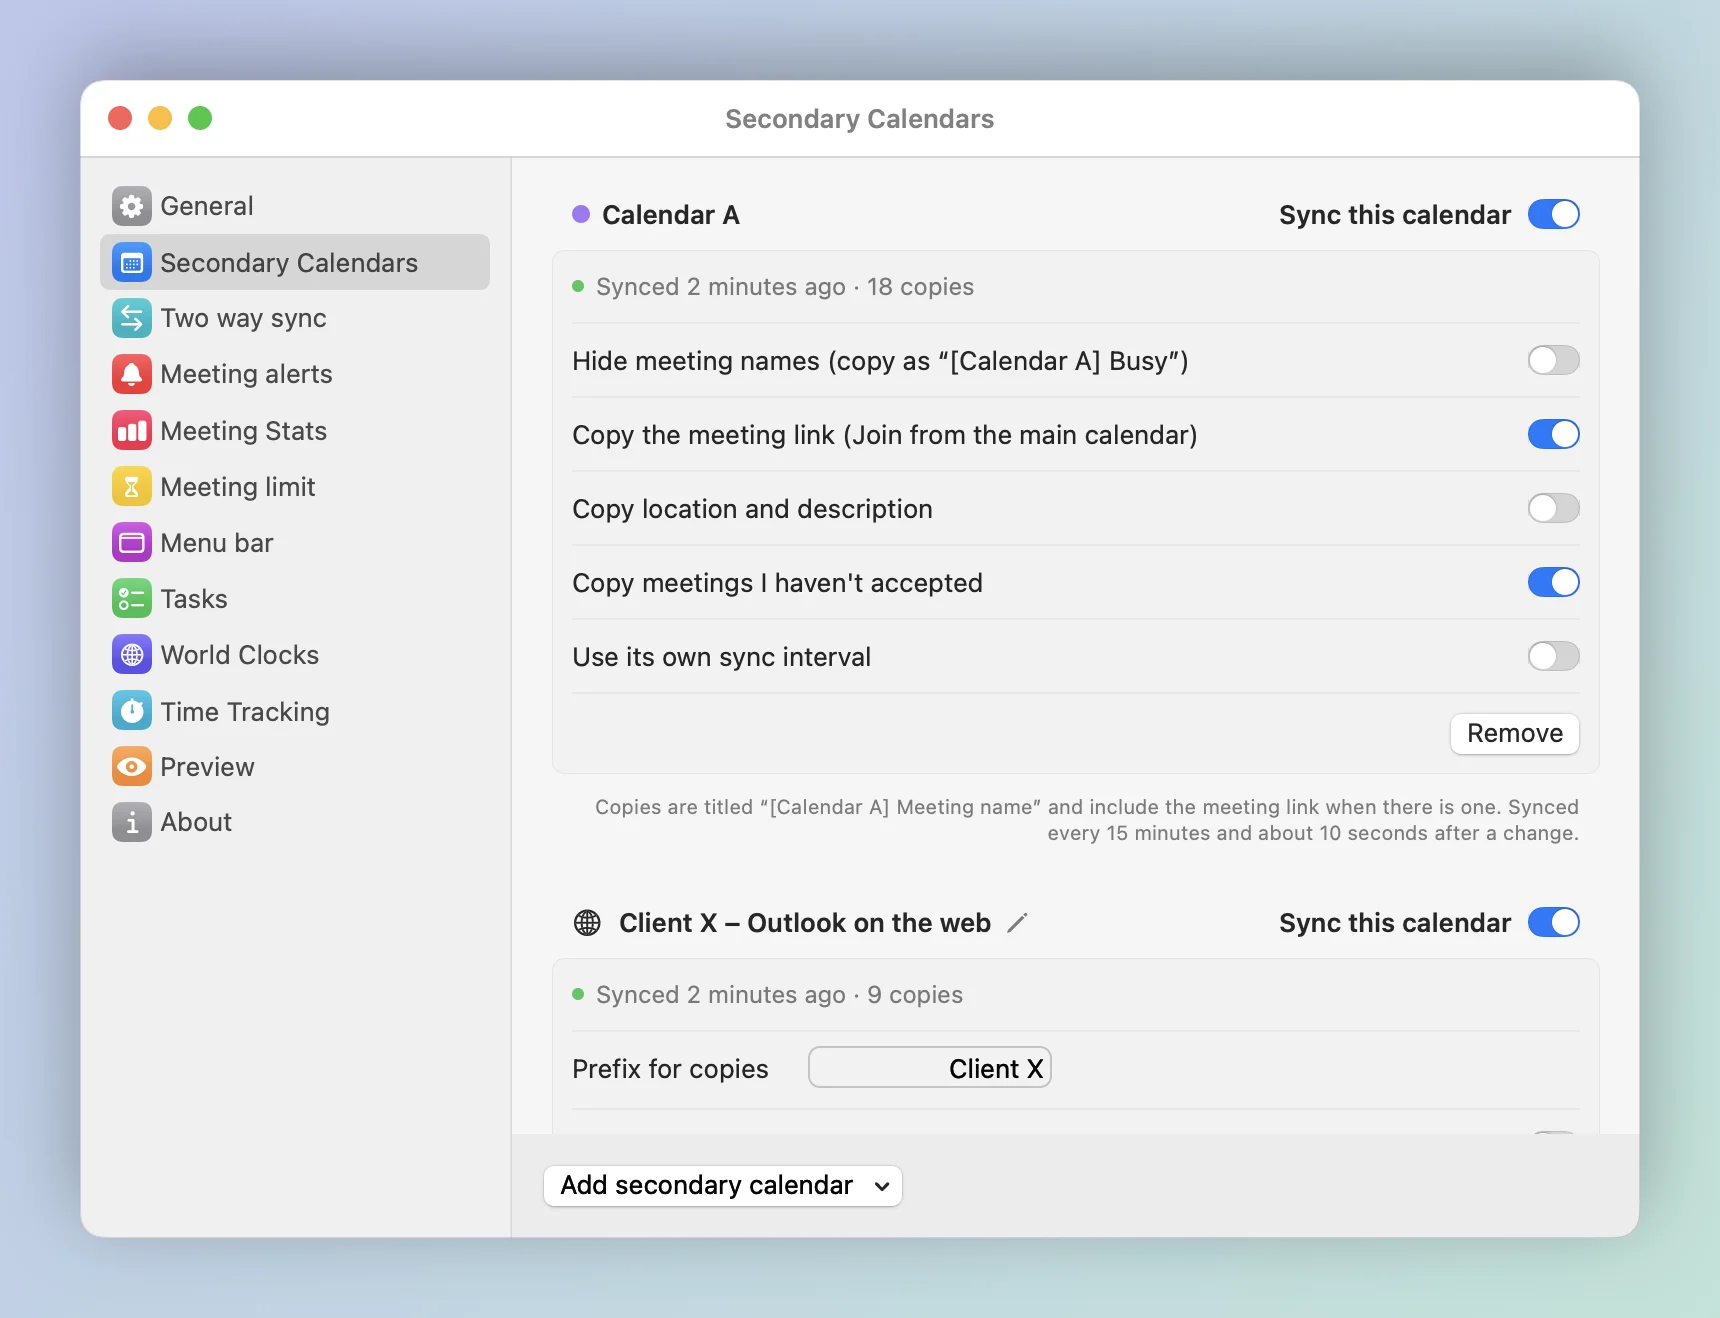 Secondary Calendars
General
Secondary Calendars
Two way sync
Meeting alerts
Meeting Stats
Meeting limit
Menu bar
Tasks
World Clocks
Time Tracking
Preview
About
Calendar A
Sync this calendar
Synced 2 minutes ago · 18 copies
Hide meeting names (copy as “[Calendar A] Busy”)
Copy the meeting link (Join from the main calendar)
Copy location and description
Copy meetings I haven't accepted
Use its own sync interval
Remove
Copies are titled “[Calendar A] Meeting name” and include the meeting link when there is one. Synced
every 15 minutes and about 10 seconds after a change.
Client X – Outlook on the web
Sync this calendar
Synced 2 minutes ago · 9 copies
Prefix for copies
Client X
Add secondary calendar